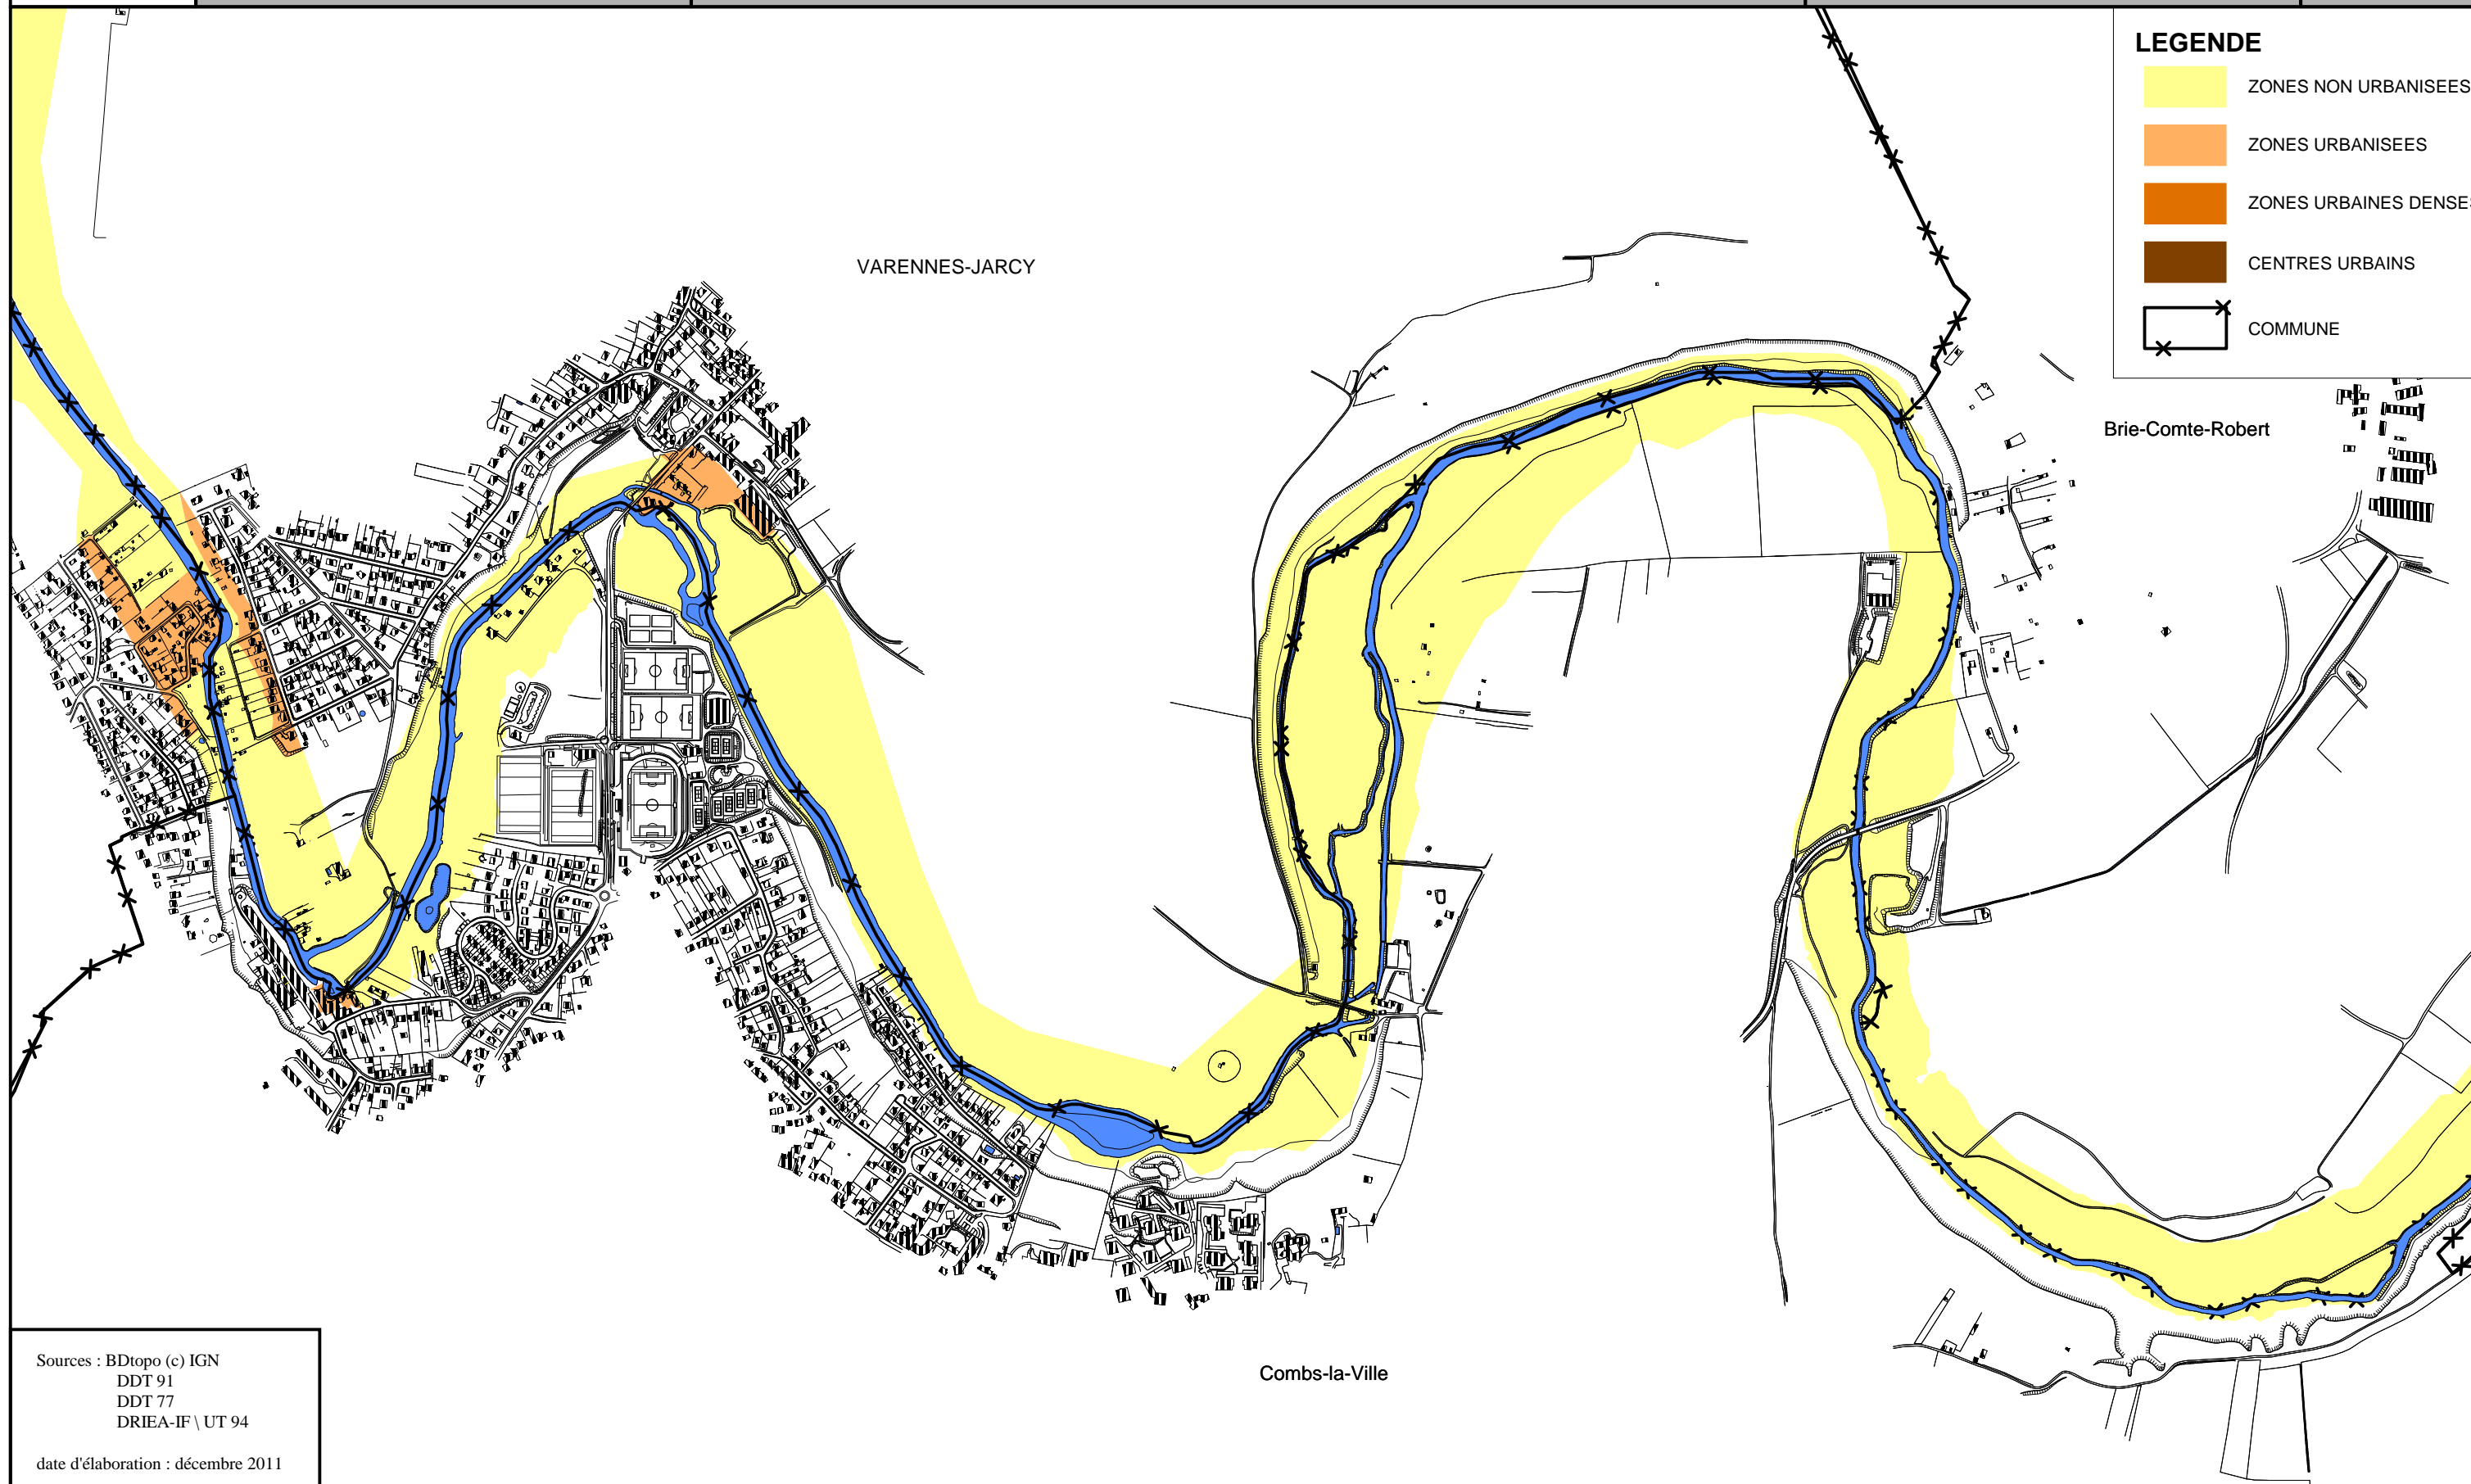 LEGENDE
ZONES NON URBANISEES
ZONES URBANISEES
ZONES URBAINES DENSES
CENTRES URBAINS
COMMUNE
VARENNES-JARCY
Brie-Comte-Robert
Combs-la-Ville
Sources : BDtopo (c) IGN
DDT 91
DDT 77
DRIEA-IF \ UT 94
date d'élaboration : décembre 2011